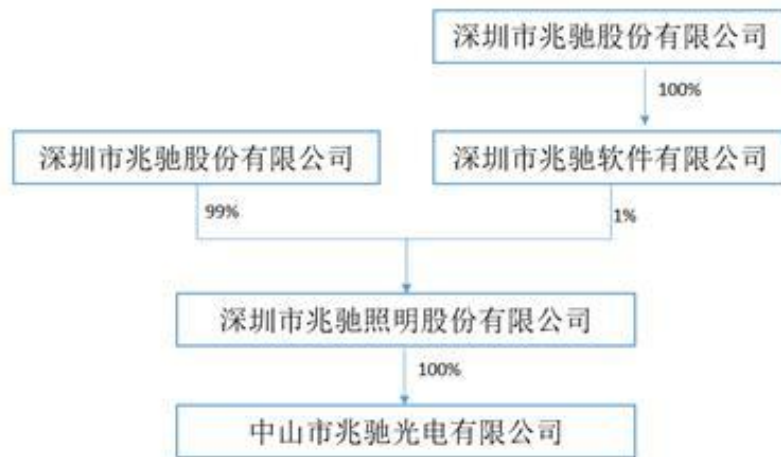 深圳市兆驰股份有限公司
100%
深圳市兆驰股份有限公司
深圳市兆驰软件有限公司
99%
1%
深圳市兆驰照明股份有限公司
100%
中山市兆驰光电有限公司